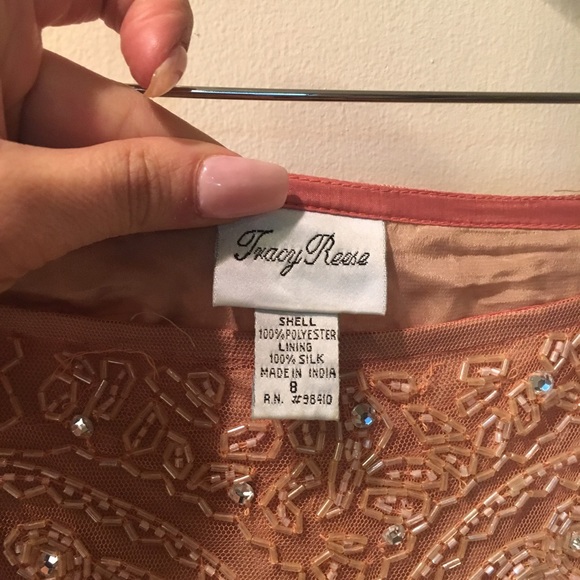 Tracy Reese
SHELL
100% POLYESTER
LINING
100% SILK
MADE IN INDIA
8
R.N. #98410